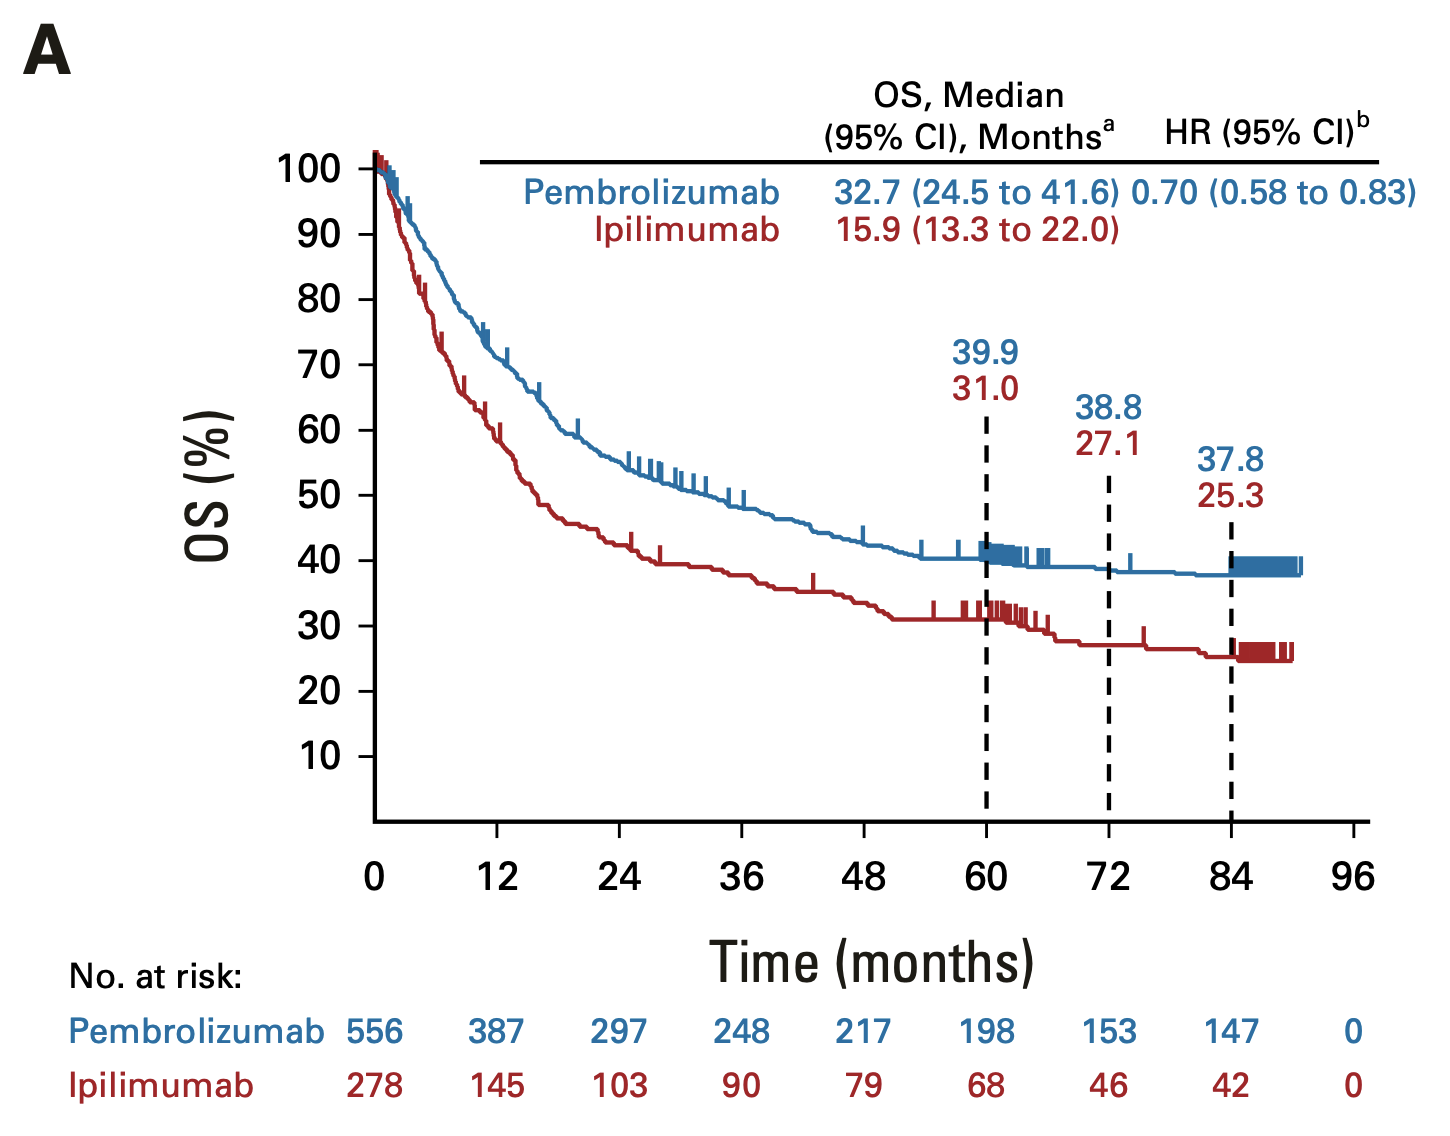 A
OS, Median
(95% CI), Monthsᵃ HR (95% CI)ᵇ
Pembrolizumab 32.7 (24.5 to 41.6) 0.70 (0.58 to 0.83)
Ipilimumab 15.9 (13.3 to 22.0)
OS (%)
100
90
80
70
60
50
40
30
20
10
39.9
31.0
38.8
27.1
37.8
25.3
0 12 24 36 48 60 72 84 96
Time (months)
No. at risk:
Pembrolizumab 556 387 297 248 217 198 153 147 0
Ipilimumab 278 145 103 90 79 68 46 42 0